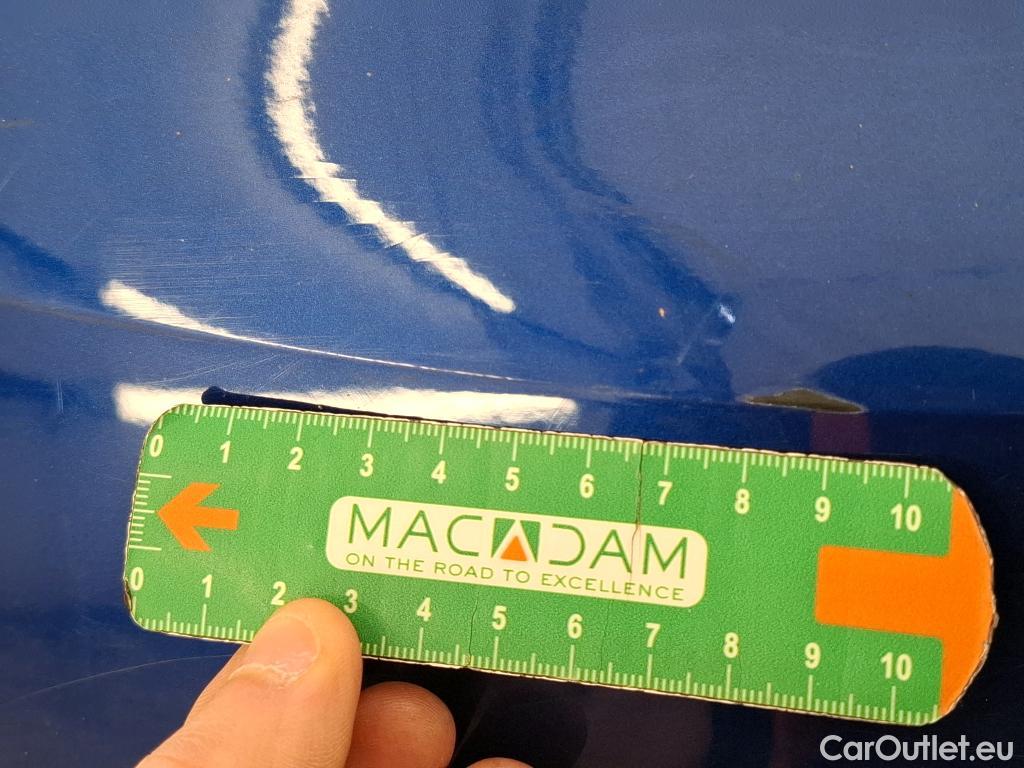 0 1 2 3 4 5 6 7 8 9 10
MACADAM
ON THE ROAD TO EXCELLENCE
0 1 2 3 4 5 6 7 8 9 10
CarOutlet.eu